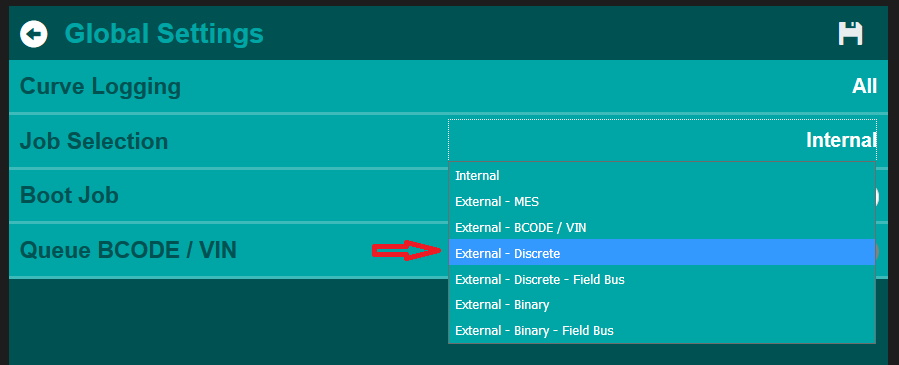 Global Settings
Curve Logging
All
Job Selection
Internal
Internal
External - MES
Boot Job
External - BCODE / VIN
Queue BCODE / VIN
External - Discrete
External - Discrete - Field Bus
External - Binary
External - Binary - Field Bus